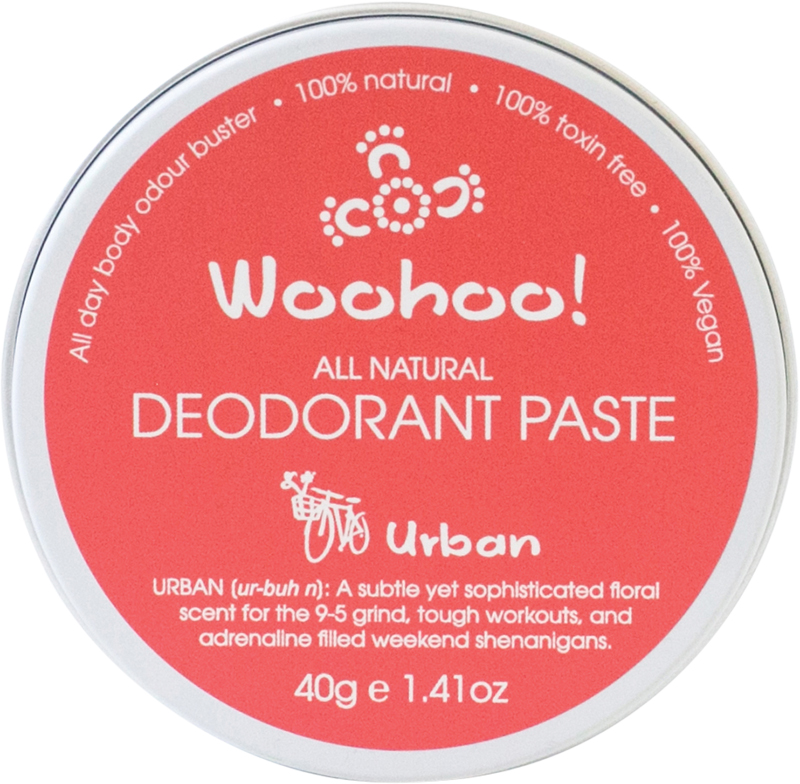 All day body odour buster • 100% natural • 100% toxin free • 100% Vegan
Woohoo!
ALL NATURAL
DEODORANT PASTE
Urban
URBAN (ur-buh n): A subtle yet sophisticated floral
scent for the 9-5 grind, tough workouts, and
adrenaline filled weekend shenanigans.
40g e 1.41oz